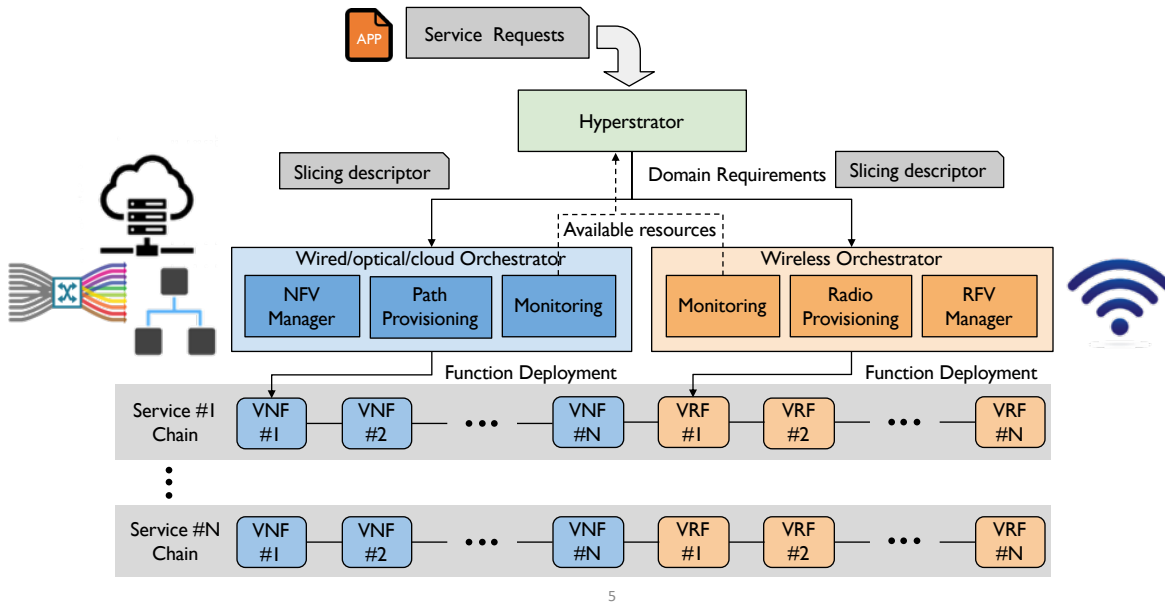 APP
Service Requests
Hyperstrator
Slicing descriptor
Domain Requirements
Slicing descriptor
Available resources
Wired/optical/cloud Orchestrator
NFV
Manager
Path
Provisioning
Monitoring
Wireless Orchestrator
Monitoring
Radio
Provisioning
RFV
Manager
Function Deployment
Function Deployment
Service #1
Chain
VNF
#1
VNF
#2
VNF
#N
VRF
#1
VRF
#2
VRF
#N
Service #N
Chain
VNF
#1
VNF
#2
VNF
#N
VRF
#1
VRF
#2
VRF
#N
5